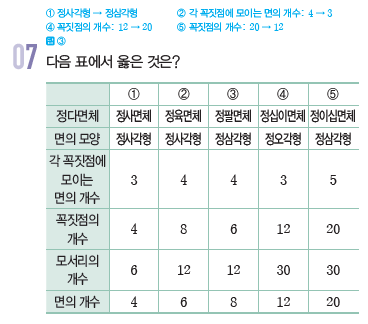 ① 정사각형 → 정삼각형 ② 각 꼭짓점에 모이는 면의 개수: 4 → 3
④ 꼭짓점의 개수: 12 → 20 ⑤ 꼭짓점의 개수: 20 → 12
답 ③
07 다음 표에서 옳은 것은?
① ② ③ ④ ⑤
정다면체 정사면체 정육면체 정팔면체 정십이면체 정이십면체
면의 모양 정사각형 정사각형 정삼각형 정오각형 정삼각형
각 꼭짓점에
모이는 3 4 4 3 5
면의 개수
꼭짓점의
개수 4 8 6 12 20
모서리의
개수 6 12 12 30 30
면의 개수 4 6 8 12 20